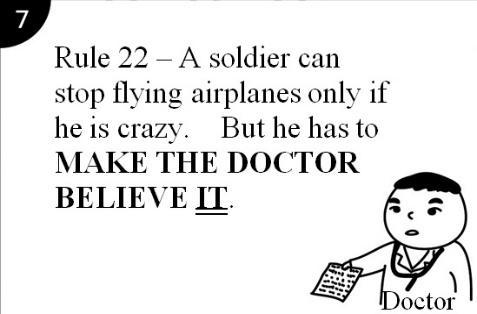 7
Rule 22 – A soldier can
stop flying airplanes only if
he is crazy. But he has to
MAKE THE DOCTOR
BELIEVE IT.
Doctor